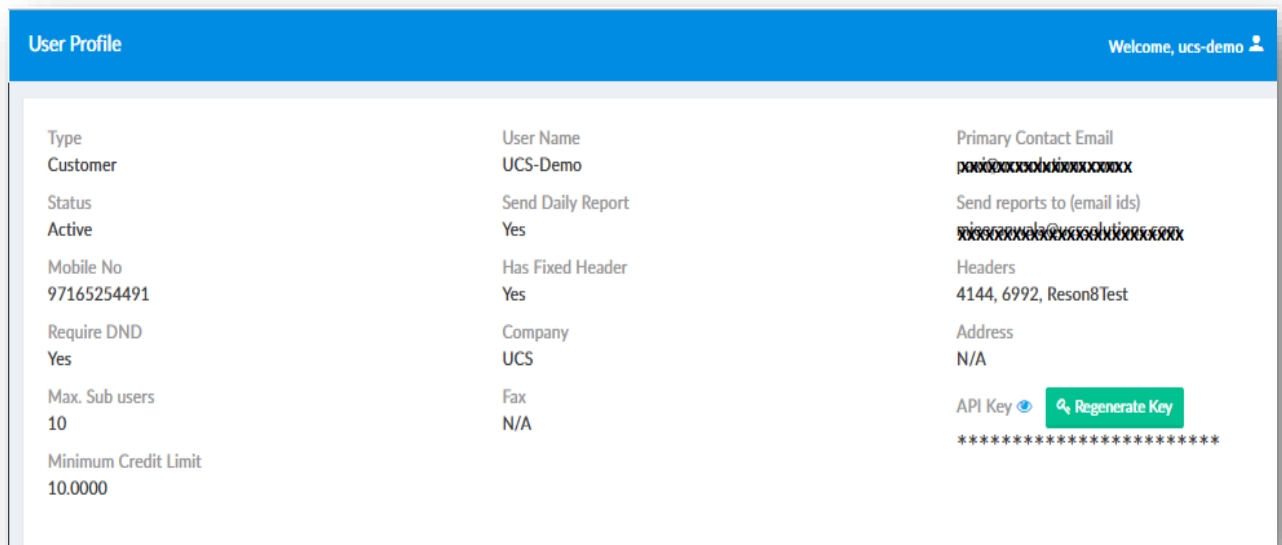 User Profile
Welcome, ucs-demo
Type
Customer
User Name
UCS-Demo
Primary Contact Email
Status
Active
Send Daily Report
Yes
Send reports to (email ids)
Mobile No
97165254491
Has Fixed Header
Yes
Headers
4144, 6992, Reson8Test
Require DND
Yes
Company
UCS
Address
N/A
Max. Sub users
10
Fax
N/A
API Key
Regenerate Key
************************
Minimum Credit Limit
10.0000